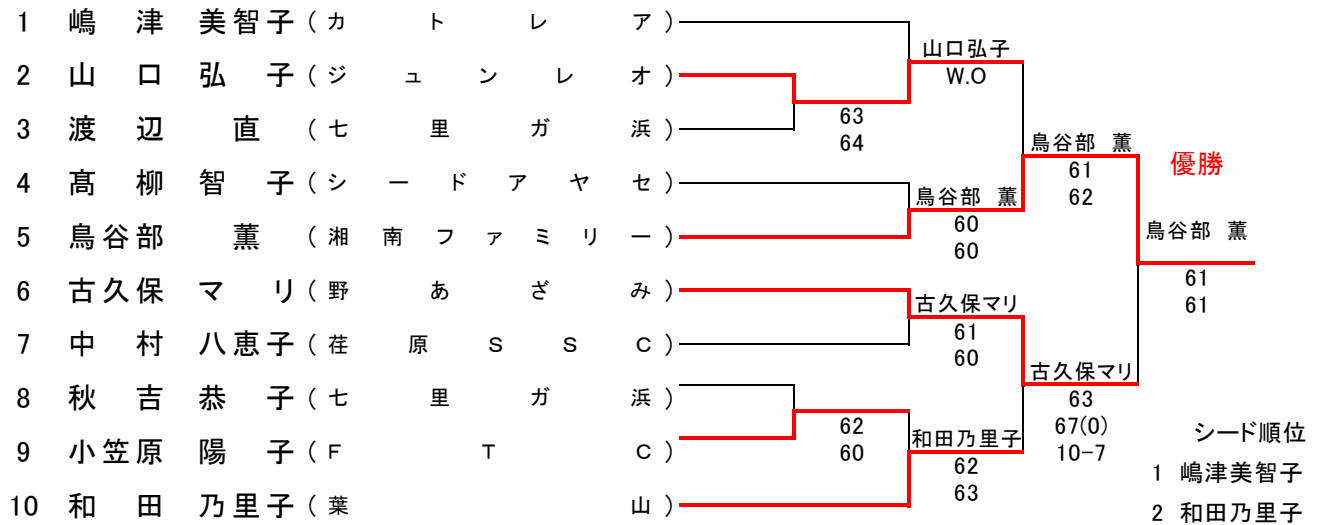 1 嶋 津 美智子 ( カ ト レ ア )
山口弘子
2 山 口 弘 子 ( ジ ュ ン レ オ )
W.O
3 渡 辺 直 ( 七 里 ガ 浜 )
63
64
鳥谷部 薫
61
62
優勝
4 髙 柳 智 子 ( シ ー ド ア ヤ セ )
鳥谷部 薫
60
60
5 鳥谷部 薫 ( 湘 南 フ ァ ミ リ ー )
鳥谷部 薫
61
61
6 古久保 マ リ ( 野 あ ざ み )
古久保マリ
61
60
7 中 村 八恵子 ( 荏 原 S S C )
古久保マリ
63
67(0)
10-7
8 秋 吉 恭 子 ( 七 里 ガ 浜 )
62
60
9 小笠原 陽 子 ( F T C )
和田乃里子
62
63
10 和 田 乃里子 ( 葉 山 )
シード順位
1 嶋津美智子
2 和田乃里子